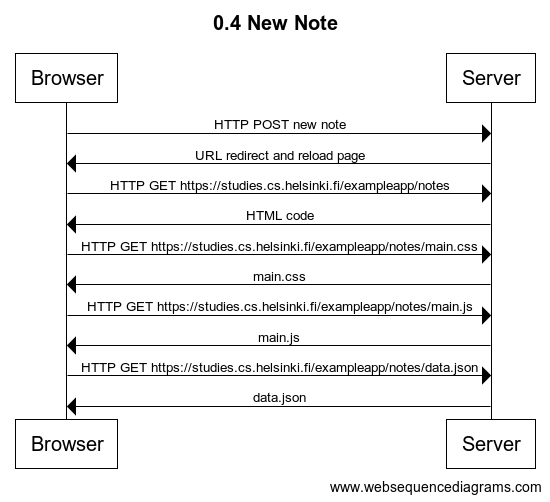 0.4 New Note
Browser
Server
HTTP POST new note
URL redirect and reload page
HTTP GET https://studies.cs.helsinki.fi/exampleapp/notes
HTML code
HTTP GET https://studies.cs.helsinki.fi/exampleapp/notes/main.css
main.css
HTTP GET https://studies.cs.helsinki.fi/exampleapp/notes/main.js
main.js
HTTP GET https://studies.cs.helsinki.fi/exampleapp/notes/data.json
data.json
Browser
Server
www.websequencediagrams.com